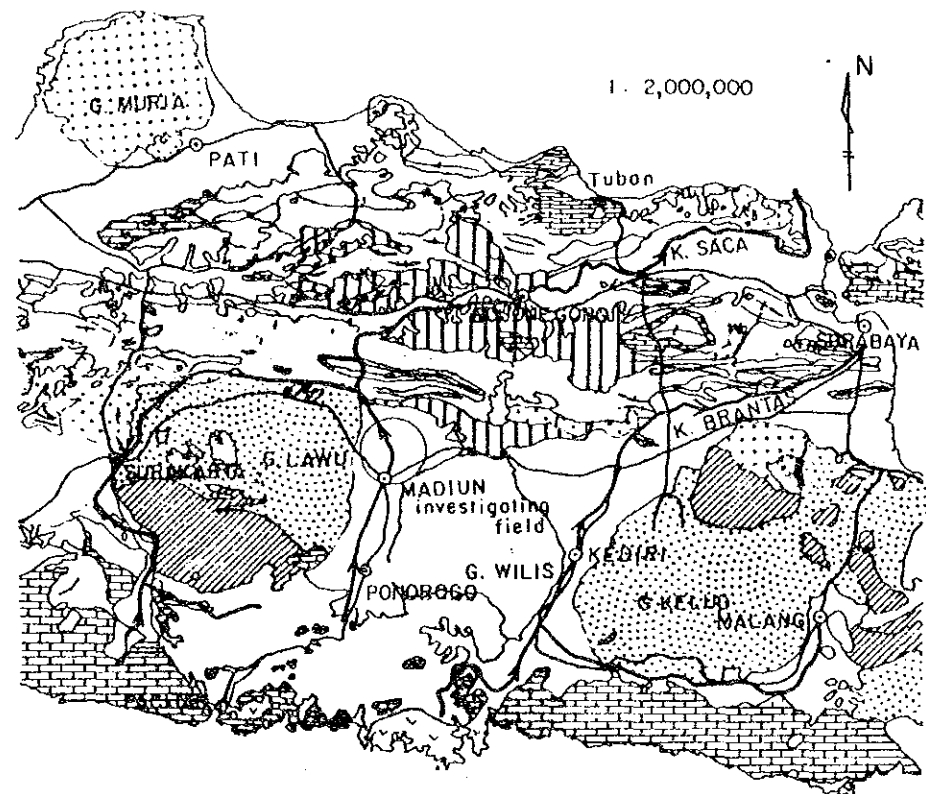 N
1. 2,000,000
G. MURJA
PATI
Tuban
K. SACA
SURABAYA
K. BRANTAS
SURAKARTA
G. LAWU
MADIUN
investigating
field
KEDIRI
G. WILIS
PONOROGO
G. KELUD
MALANG